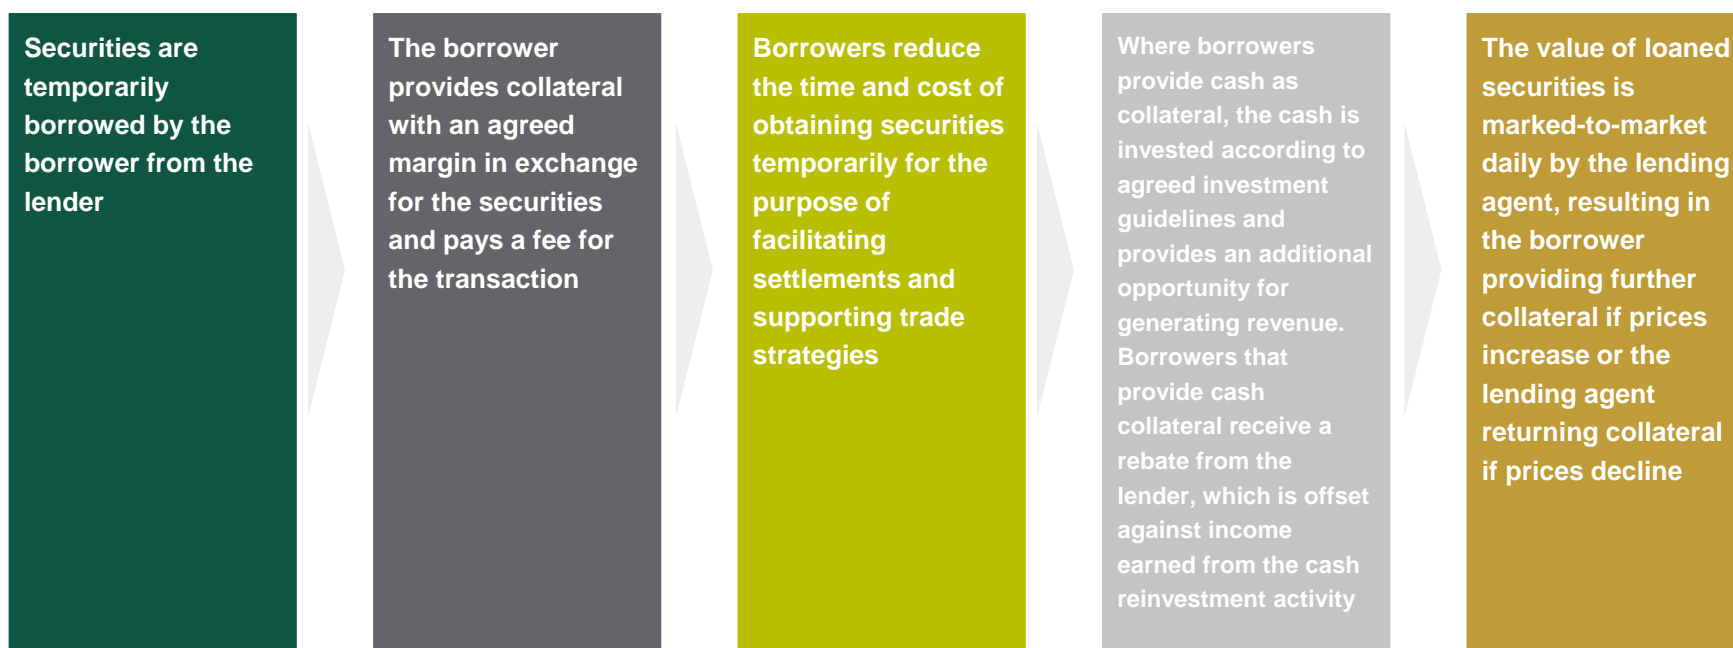 Securities are
temporarily
borrowed by the
borrower from the
lender
The borrower
provides collateral
with an agreed
margin in exchange
for the securities
and pays a fee for
the transaction
Borrowers reduce
the time and cost of
obtaining securities
temporarily for the
purpose of
facilitating
settlements and
supporting trade
strategies
Where borrowers
provide cash as
collateral, the cash is
invested according to
agreed investment
guidelines and
provides an additional
opportunity for
generating revenue.
Borrowers that
provide cash
collateral receive a
rebate from the
lender, which is offset
against income
earned from the cash
reinvestment activity
The value of loaned
securities is
marked-to-market
daily by the lending
agent, resulting in
the borrower
providing further
collateral if prices
increase or the
lending agent
returning collateral
if prices decline